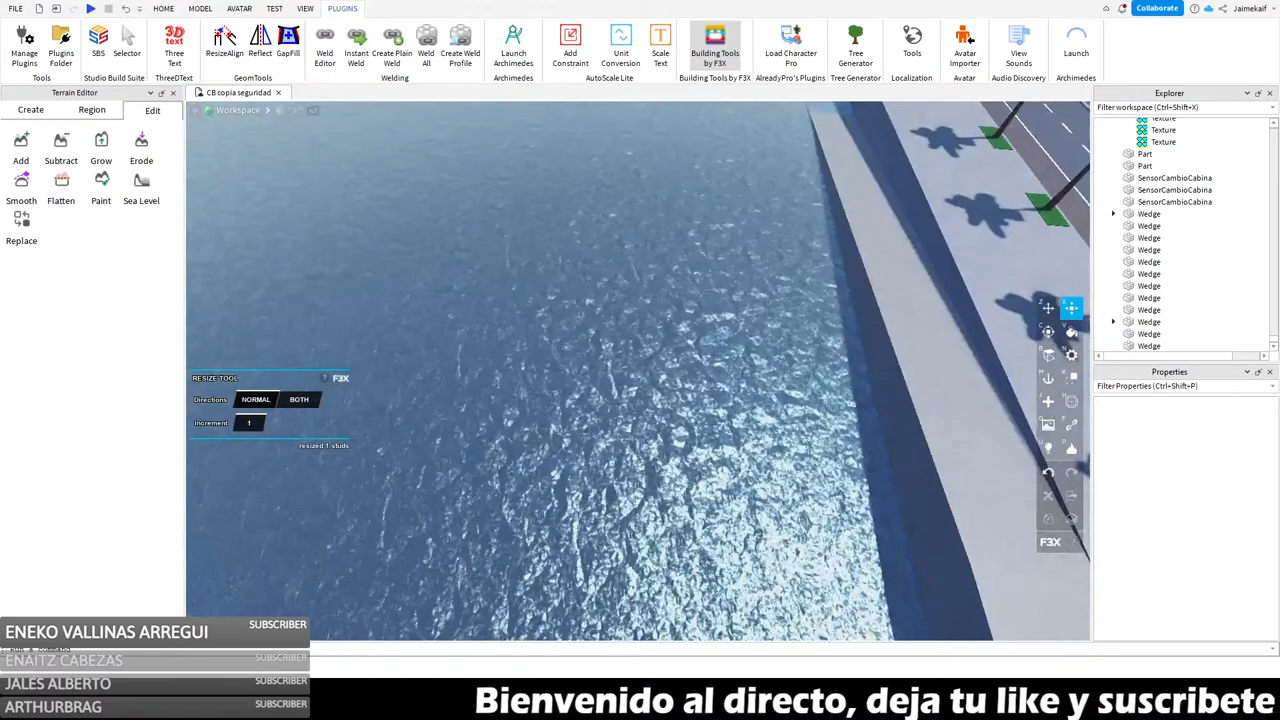 FILE HOME MODEL AVATAR TEST VIEW PLUGINS Collaborate Jaimekaif
Manage Plugins
Plugins Folder
SBS
Selector
Three Text
ResizeAlign
Reflect
GapFill
Weld Editor
Instant Weld
Create Plain Weld
Weld All
Create Weld Profile
Launch Archimedes
Add Constraint
Unit Conversion
Scale Text
Building Tools by F3X
Load Character Pro
Tree Generator
Tools
Avatar Importer
View Sounds
Launch
Tools Studio Build Suite ThreeDText GeomTools Welding Archimedes AutoScale Lite Building Tools by F3X AlreadyPro's Plugins Tree Generator Localization Avatar Audio Discovery Archimedes
Terrain Editor
CB copia seguridad
Explorer
Create Region Edit
Workspace
Filter workspace (Ctrl+Shift+X)
Add Subtract Grow Erode
Smooth Flatten Paint Sea Level
Replace
Texture
Texture
Texture
Part
Part
SensorCambioCabina
SensorCambioCabina
SensorCambioCabina
Wedge
Wedge
Wedge
Wedge
Wedge
Wedge
Wedge
Wedge
Wedge
Wedge
Wedge
Wedge
RESIZE TOOL ? F3X
Directions NORMAL BOTH
Increment 1
resized 1 studs
F3X
Properties
Filter Properties (Ctrl+Shift+P)
ENEKO VALLINAS ARREGUI SUBSCRIBER
ENAITZ CABEZAS SUBSCRIBER
JALES ALBERTO SUBSCRIBER
ARTHURBRAG SUBSCRIBER
Bienvenido al directo, deja tu like y suscribete